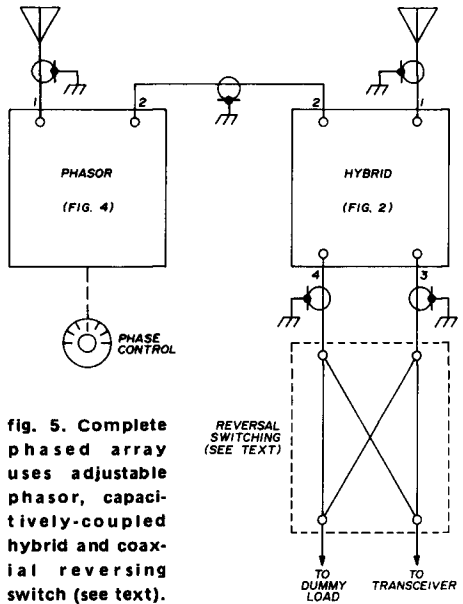 1
2
2
1
PHASOR
(FIG. 4)
HYBRID
(FIG. 2)
4
3
PHASE
CONTROL
REVERSAL
SWITCHING
(SEE TEXT)
TO
DUMMY
LOAD
TO
TRANSCEIVER
fig. 5. Complete
phased array
uses adjustable
phasor, capaci-
tively-coupled
hybrid and coax-
ial reversing
switch (see text).